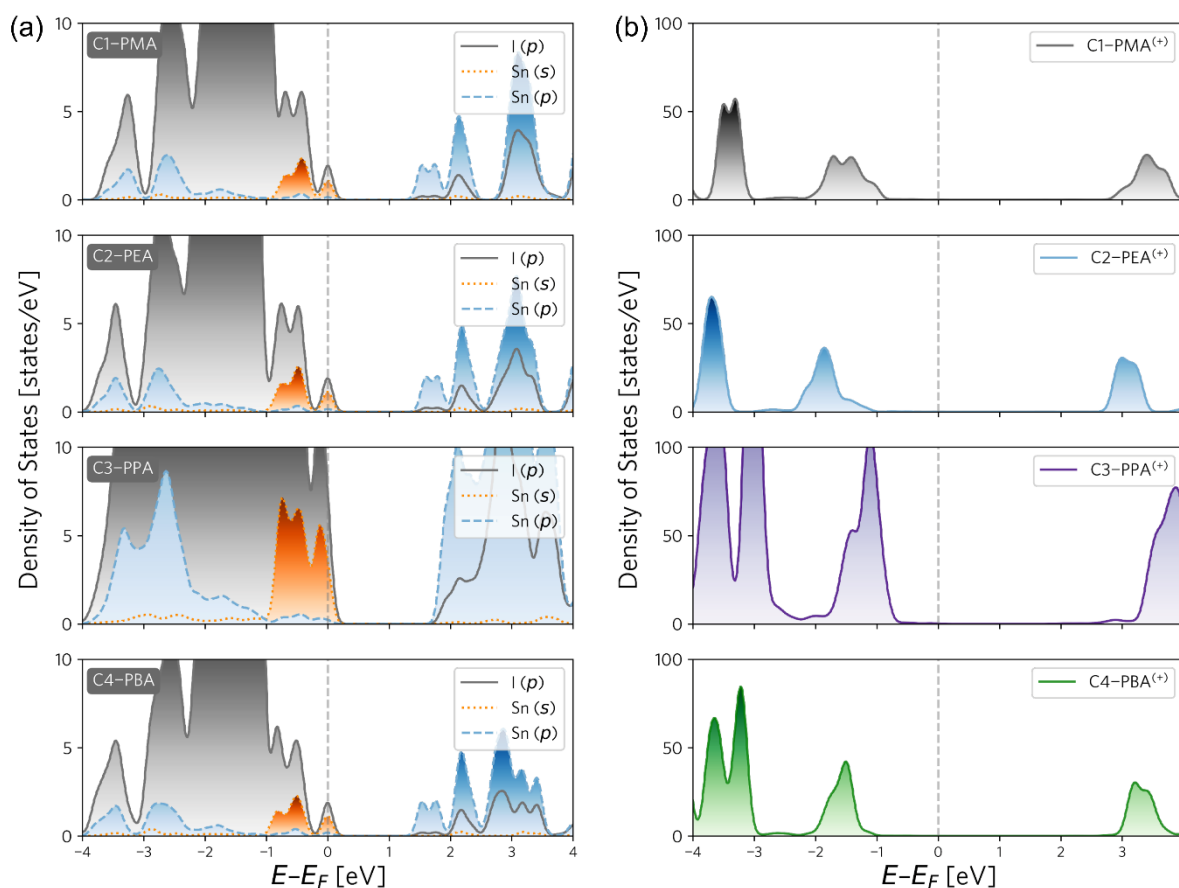 (a)
Density of States [states/eV]
C1–PMA
I (p)
Sn (s)
Sn (p)
10
5
0
C2–PEA
I (p)
Sn (s)
Sn (p)
10
5
0
C3–PPA
I (p)
Sn (s)
Sn (p)
10
5
0
C4–PBA
I (p)
Sn (s)
Sn (p)
10
5
0
−4 −3 −2 −1 0 1 2 3 4
E–E_F [eV]
(b)
Density of States [states/eV]
C1–PMA(+)
100
50
0
C2–PEA(+)
100
50
0
C3–PPA(+)
100
50
0
C4–PBA(+)
100
50
0
−4 −3 −2 −1 0 1 2 3
E–E_F [eV]